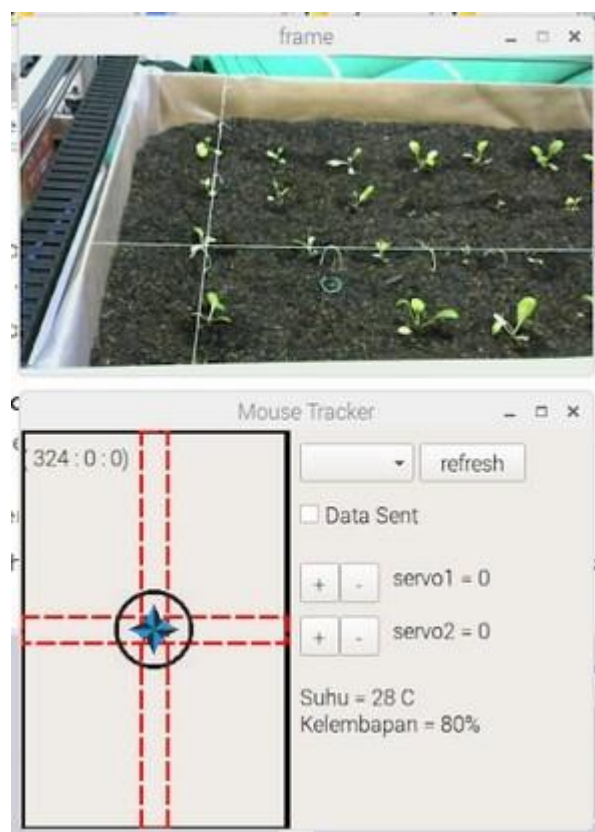 frame
Mouse Tracker
324 : 0 : 0)
refresh
Data Sent
+ - servo1 = 0
+ - servo2 = 0
Suhu = 28 C
Kelembapan = 80%